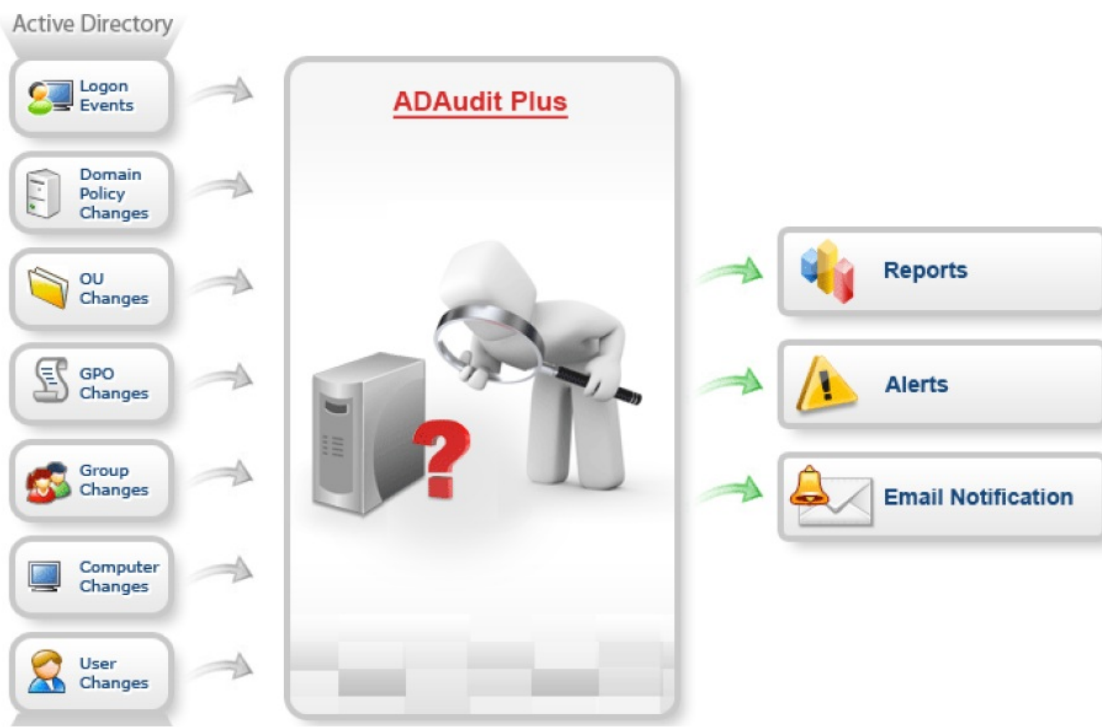 Active Directory
Logon
Events
Domain
Policy
Changes
OU
Changes
GPO
Changes
Group
Changes
Computer
Changes
User
Changes
ADAudit Plus
Reports
Alerts
Email Notification